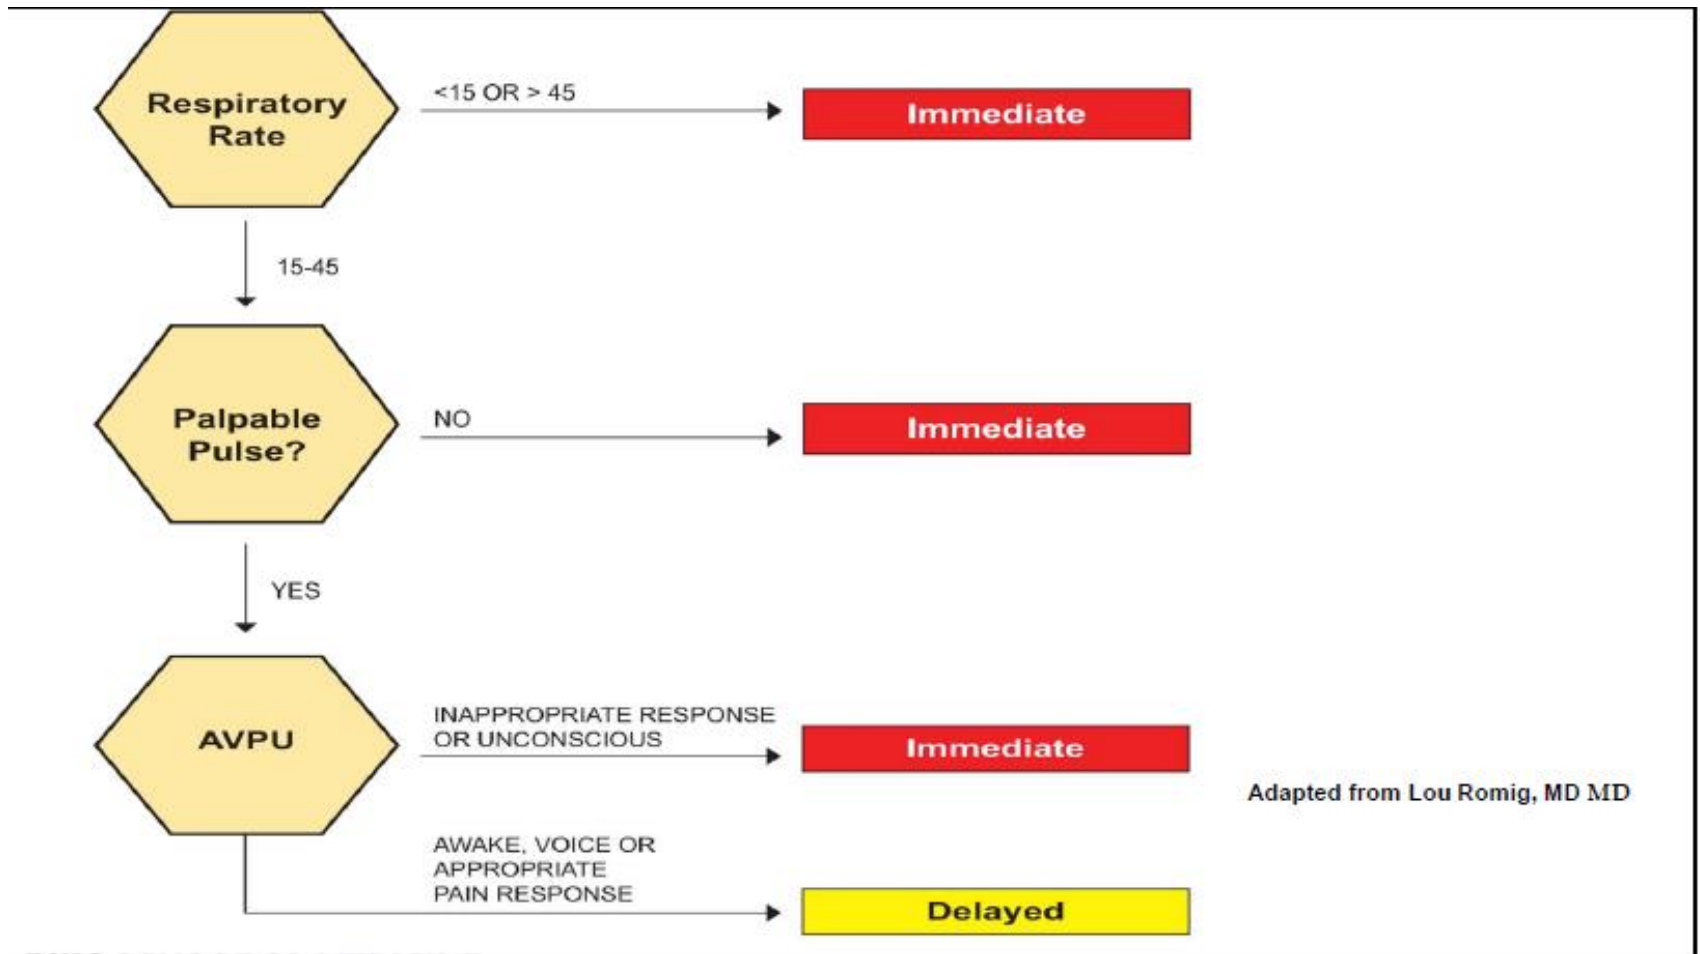 Respiratory
Rate
<15 OR > 45
Immediate
15-45
Palpable
Pulse?
NO
Immediate
YES
AVPU
INAPPROPRIATE RESPONSE
OR UNCONSCIOUS
Immediate
Adapted from Lou Romig, MD MD
AWAKE, VOICE OR
APPROPRIATE
PAIN RESPONSE
Delayed